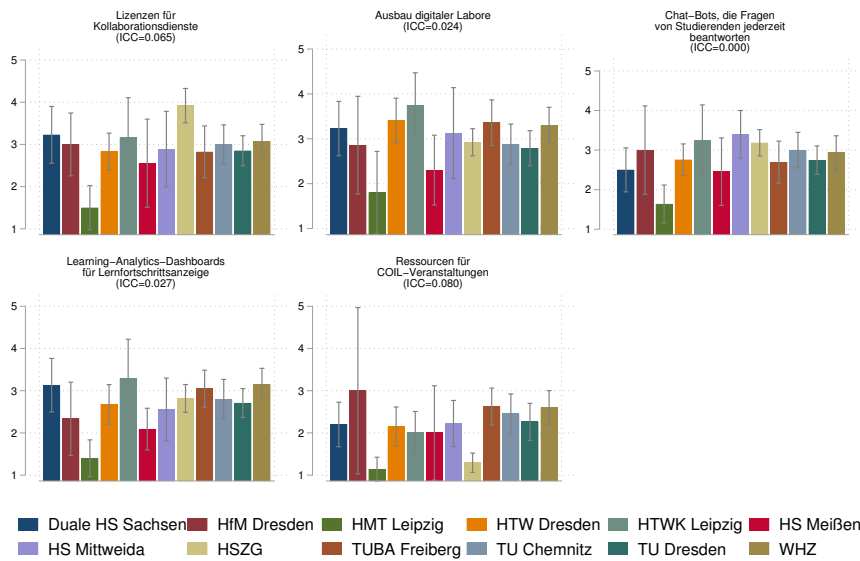 Lizenzen für
Kollaborationsdienste
(ICC=0.065)
5
4
3
2
1
Ausbau digitaler Labore
(ICC=0.024)
5
4
3
2
1
Chat−Bots, die Fragen
von Studierenden jederzeit
beantworten
(ICC=0.000)
5
4
3
2
1
Learning−Analytics−Dashboards
für Lernfortschrittsanzeige
(ICC=0.027)
5
4
3
2
1
Ressourcen für
COIL−Veranstaltungen
(ICC=0.080)
5
4
3
2
1
Duale HS Sachsen HfM Dresden HMT Leipzig HTW Dresden HTWK Leipzig HS Meißen
HS Mittweida HSZG TUBA Freiberg TU Chemnitz TU Dresden WHZ